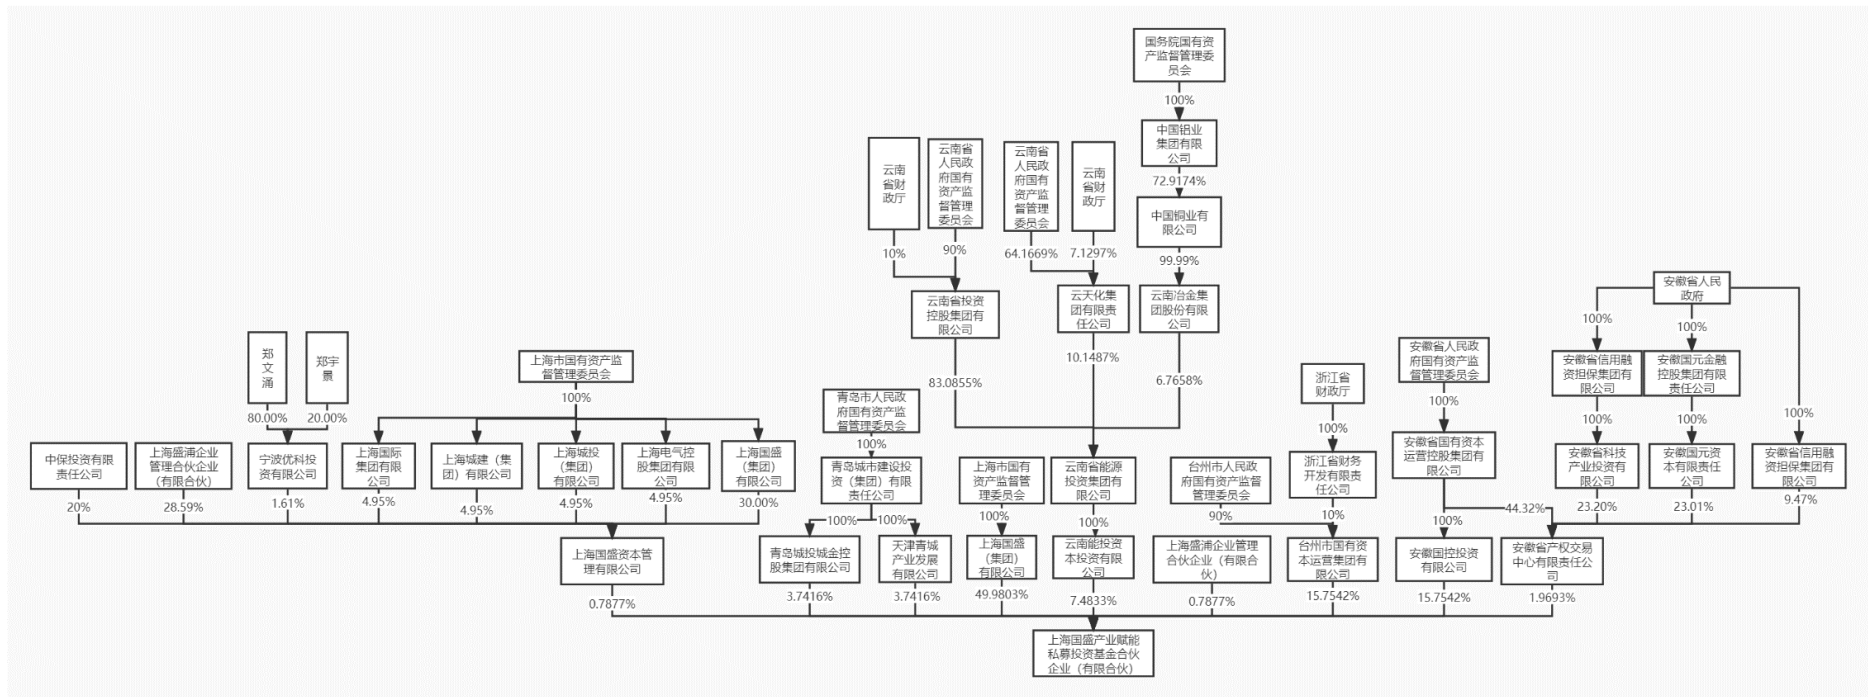 国务院国有资
产监督管理委
员会
100%
中国铝业
集团有限
公司
72.9174%
中国铜业有
限公司
99.99%
云南
省财
政厅
云南省
人民政
府国有
资产监
督管理
委员会
云南省
人民政
府国有
资产监
督管理
委员会
云南
省财
政厅
10%
90%
64.1669%
7.1297%
云南省投资
控股集团有
限公司
云天化集
团有限责
任公司
云南冶金集
团股份有限
公司
83.0855%
10.1487%
6.7658%
安徽省人民
政府
100%
100%
100%
安徽省信用融
资担保集团有
限公司
安徽国元金融
控股集团有限
责任公司
100%
100%
郑
文
涌
郑宇
景
80.00%
20.00%
上海市国有资产监
督管理委员会
100%
青岛市人民政
府国有资产监
督管理委员会
100%
浙江省
财政厅
100%
安徽省人民政
府国有资产监
督管理委员会
100%
中保投资有限
责任公司
上海盛浦企业
管理合伙企业
（有限合伙）
宁波优科投
资有限公司
上海国际
集团有限
公司
上海城建（集
团）有限公司
上海城投
（集团）
有限公司
上海电气控
股集团有限
公司
上海国盛
（集团）
有限公司
20%
28.59%
1.61%
4.95%
4.95%
4.95%
4.95%
30.00%
青岛城市建设投
资（集团）有限
责任公司
100%
100%
上海市国有
资产监督管
理委员会
100%
云南省能源
投资集团有
限公司
100%
台州市人民政
府国有资产监
督管理委员会
90%
浙江省财务
开发有限责
任公司
10%
安徽省国有资本
运营控股集团有
限公司
100%
44.32%
安徽省科技
产业投资有
限公司
23.20%
安徽国元资
本有限责任
公司
23.01%
安徽省信用融
资担保集团有
限公司
9.47%
上海国盛资本管
理有限公司
青岛城投城金控
股集团有限公司
天津青城
产业发展
有限公司
上海国盛
（集团）
有限公司
云南能投资
本投资有限
公司
上海盛浦企业管理
合伙企业（有限合
伙）
台州市国有资
本运营集团有
限公司
安徽国控投资
有限公司
安徽省产权交易
中心有限责任公
司
0.7877%
3.7416%
3.7416%
49.9803%
7.4833%
0.7877%
15.7542%
15.7542%
1.9693%
上海国盛产业赋能
私募投资基金合伙
企业（有限合伙）